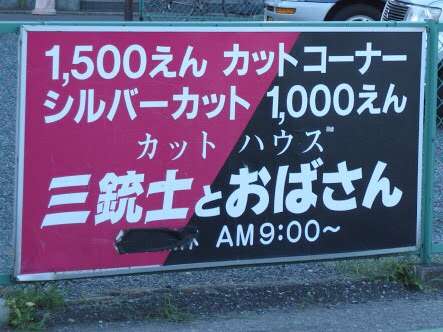 1,500えん カットコーナー
シルバーカット 1,000えん
カット ハウス
三銃士とおばさん
AM9:00～